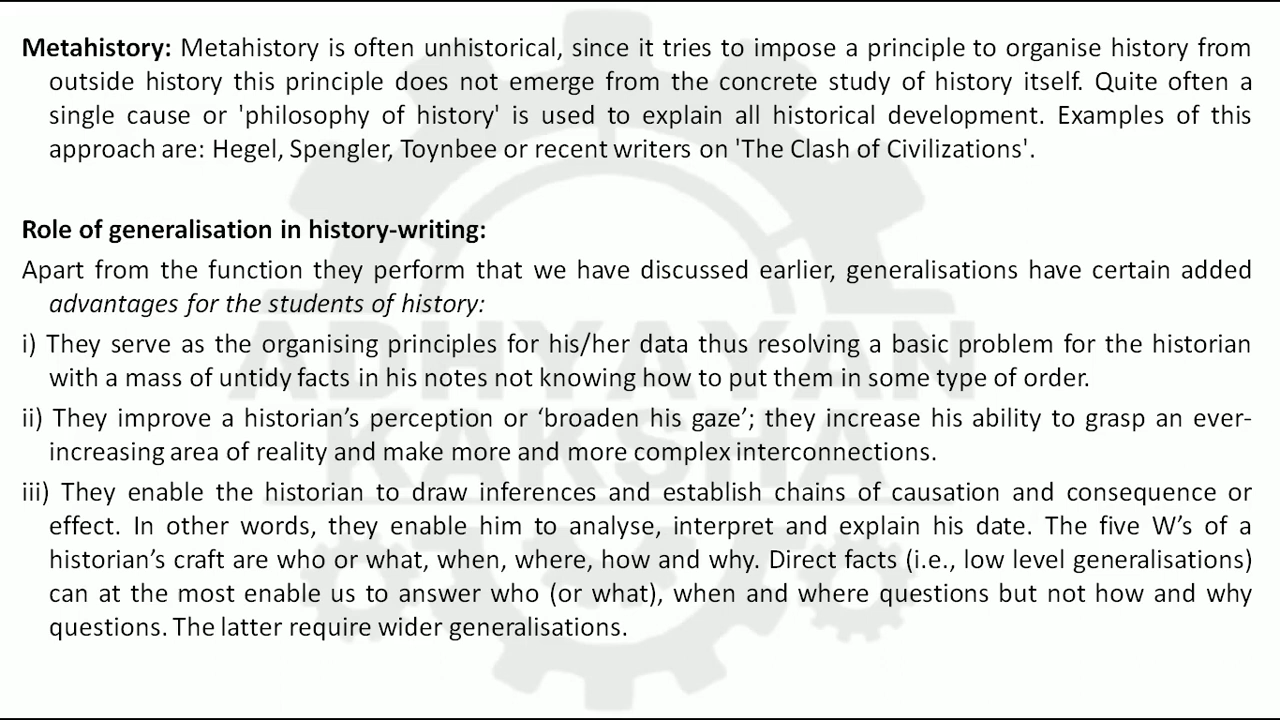 Metahistory: Metahistory is often unhistorical, since it tries to impose a principle to organise history from
outside history this principle does not emerge from the concrete study of history itself. Quite often a
single cause or 'philosophy of history' is used to explain all historical development. Examples of this
approach are: Hegel, Spengler, Toynbee or recent writers on 'The Clash of Civilizations'.
Role of generalisation in history-writing:
Apart from the function they perform that we have discussed earlier, generalisations have certain added
advantages for the students of history:
i) They serve as the organising principles for his/her data thus resolving a basic problem for the historian
with a mass of untidy facts in his notes not knowing how to put them in some type of order.
ii) They improve a historian’s perception or ‘broaden his gaze’; they increase his ability to grasp an ever-
increasing area of reality and make more and more complex interconnections.
iii) They enable the historian to draw inferences and establish chains of causation and consequence or
effect. In other words, they enable him to analyse, interpret and explain his date. The five W’s of a
historian’s craft are who or what, when, where, how and why. Direct facts (i.e., low level generalisations)
can at the most enable us to answer who (or what), when and where questions but not how and why
questions. The latter require wider generalisations.
ADHYAYAN
KAKSHA